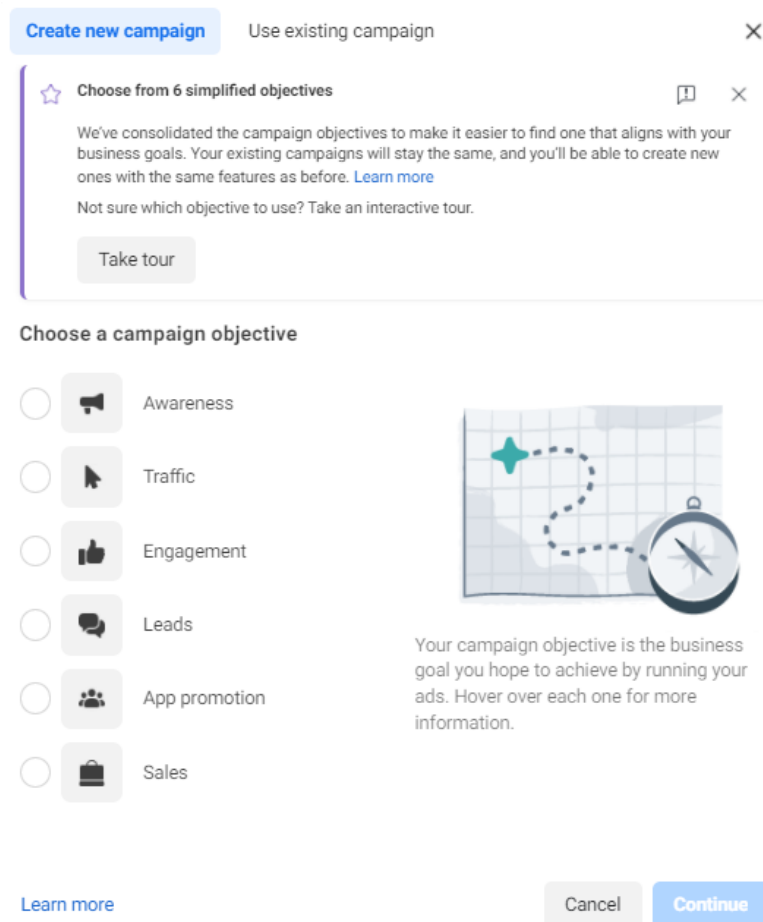 Create new campaign
Use existing campaign
Choose from 6 simplified objectives
We've consolidated the campaign objectives to make it easier to find one that aligns with your
business goals. Your existing campaigns will stay the same, and you'll be able to create new
ones with the same features as before. Learn more
Not sure which objective to use? Take an interactive tour.
Take tour
Choose a campaign objective
Awareness
Traffic
Engagement
Leads
App promotion
Sales
Your campaign objective is the business
goal you hope to achieve by running your
ads. Hover over each one for more
information.
Learn more
Cancel
Continue